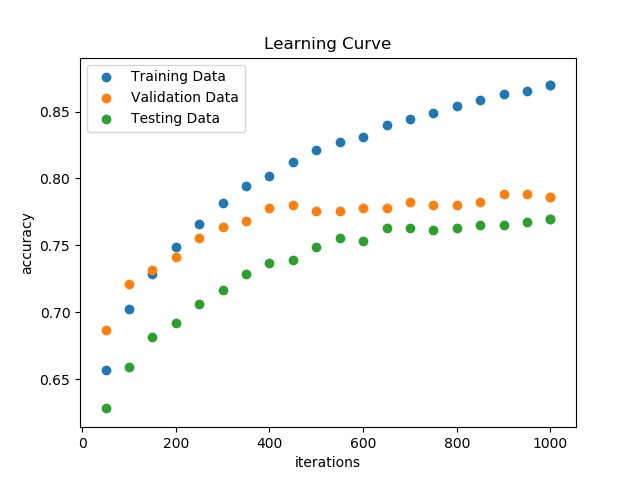 Learning Curve
Training Data
Validation Data
Testing Data
accuracy
0.85
0.80
0.75
0.70
0.65
0 200 400 600 800 1000
iterations